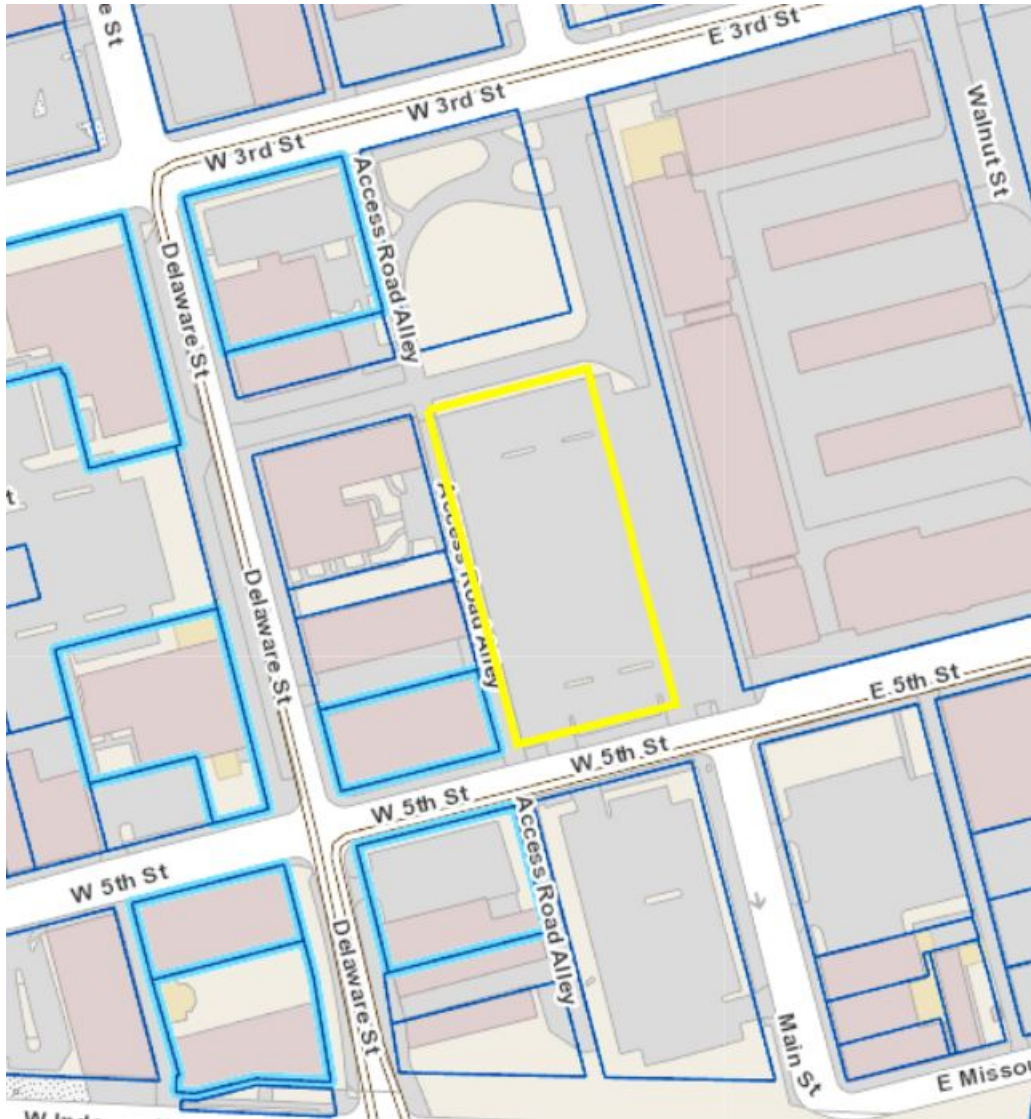 e St
E 3rd St
W 3rd St
W 3rd St
Walnut St
Access Road Alley
Delaware St
Access Road Alley
t
Delaware St
E 5th St
W 5th St
W 5th St
Access Road Alley
W 5th St
Delaware St
Main St
E Missou
W Ind